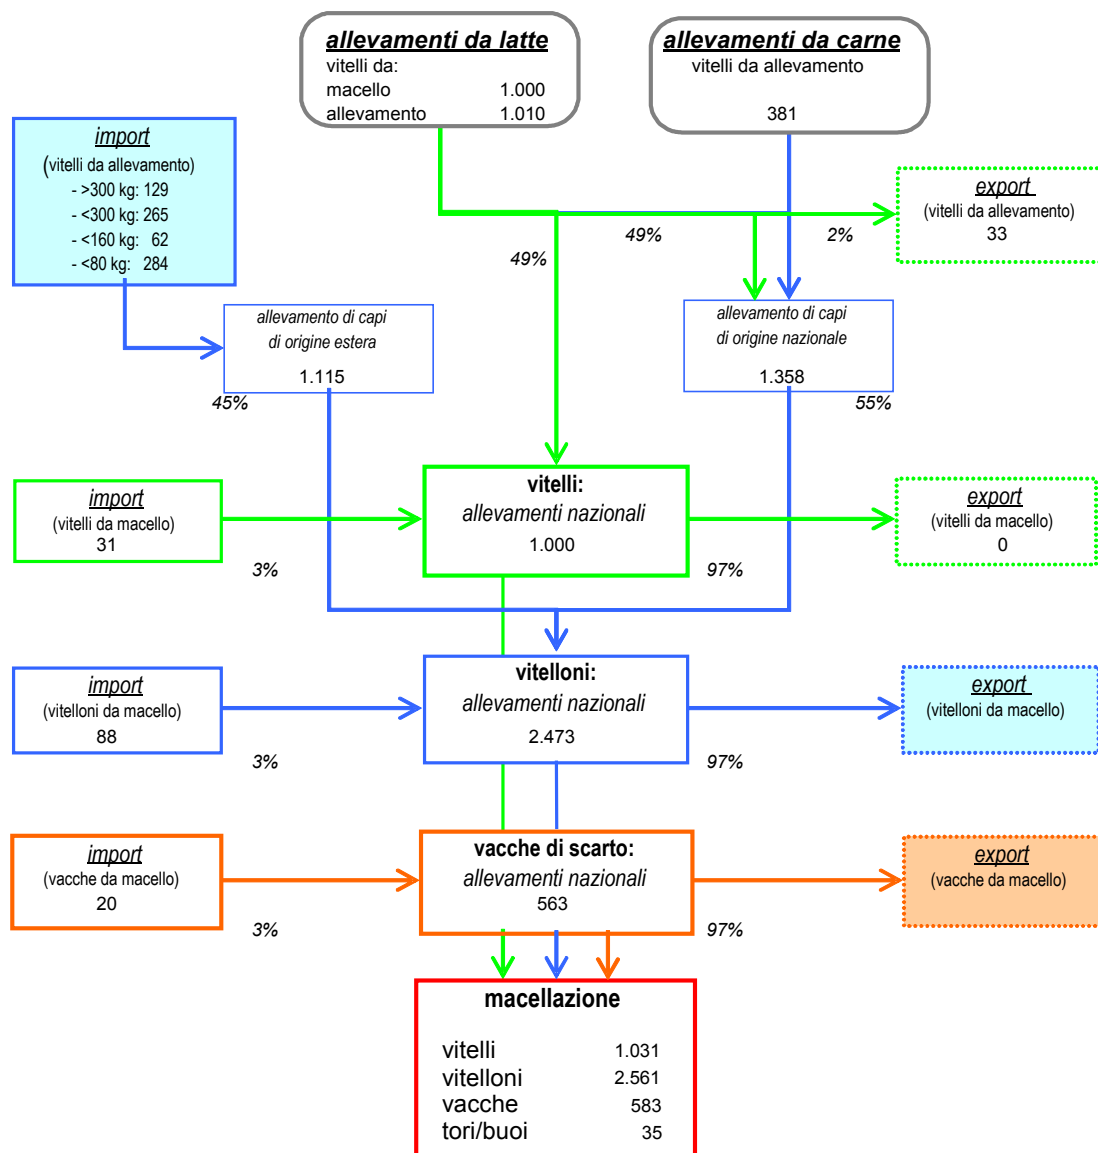 allevamenti da latte
vitelli da:
macello 1.000
allevamento 1.010
allevamenti da carne
vitelli da allevamento
381
import
(vitelli da allevamento)
- >300 kg: 129
- <300 kg: 265
- <160 kg: 62
- <80 kg: 284
export
(vitelli da allevamento)
33
49%
2%
49%
allevamento di capi
di origine estera
1.115
45%
allevamento di capi
di origine nazionale
1.358
55%
import
(vitelli da macello)
31
3%
vitelli:
allevamenti nazionali
1.000
97%
export
(vitelli da macello)
0
import
(vitelloni da macello)
88
3%
vitelloni:
allevamenti nazionali
2.473
97%
export
(vitelloni da macello)
import
(vacche da macello)
20
3%
vacche di scarto:
allevamenti nazionali
563
97%
export
(vacche da macello)
macellazione
vitelli 1.031
vitelloni 2.561
vacche 583
tori/buoi 35